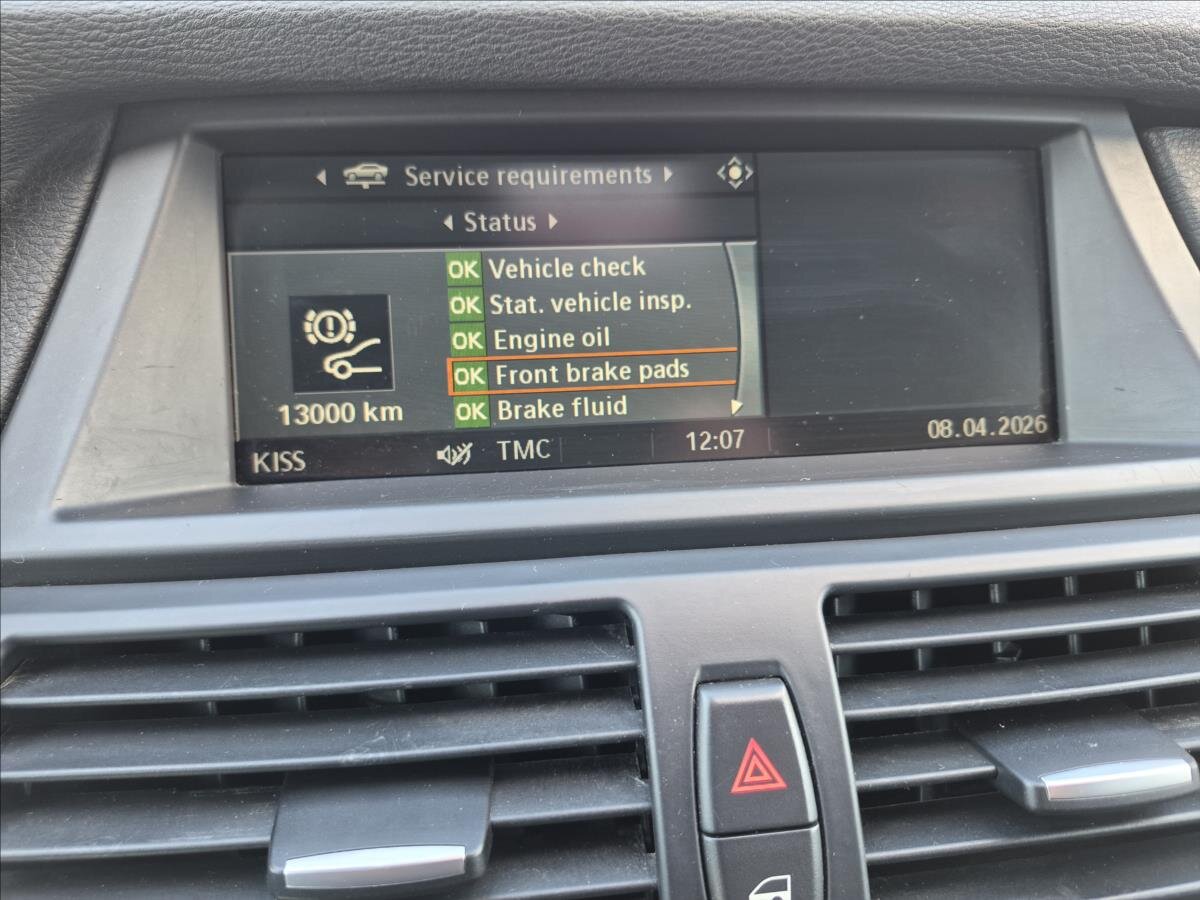 Service requirements
Status
OK Vehicle check
OK Stat. vehicle insp.
OK Engine oil
OK Front brake pads
OK Brake fluid
13000 km
KISS TMC 12:07 08.04.2026